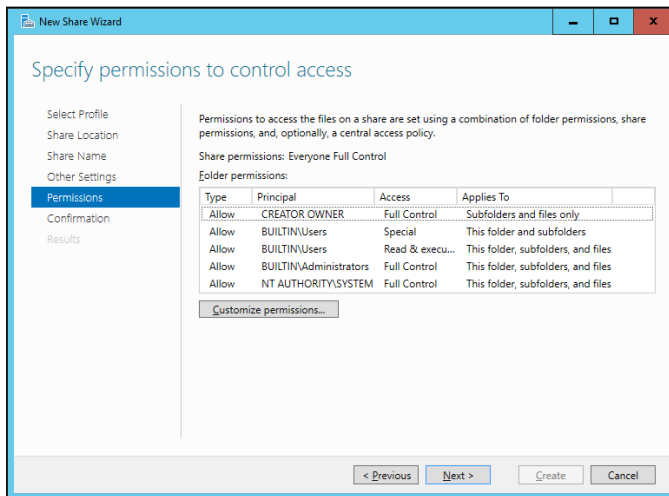 New Share Wizard
Specify permissions to control access
Select Profile
Share Location
Share Name
Other Settings
Permissions
Confirmation
Results
Permissions to access the files on a share are set using a combination of folder permissions, share
permissions, and, optionally, a central access policy.
Share permissions: Everyone Full Control
Folder permissions:
Type Principal Access Applies To
Allow CREATOR OWNER Full Control Subfolders and files only
Allow BUILTIN\Users Special This folder and subfolders
Allow BUILTIN\Users Read & execu... This folder, subfolders, and files
Allow BUILTIN\Administrators Full Control This folder, subfolders, and files
Allow NT AUTHORITY\SYSTEM Full Control This folder, subfolders, and files
Customize permissions...
< Previous Next > Create Cancel